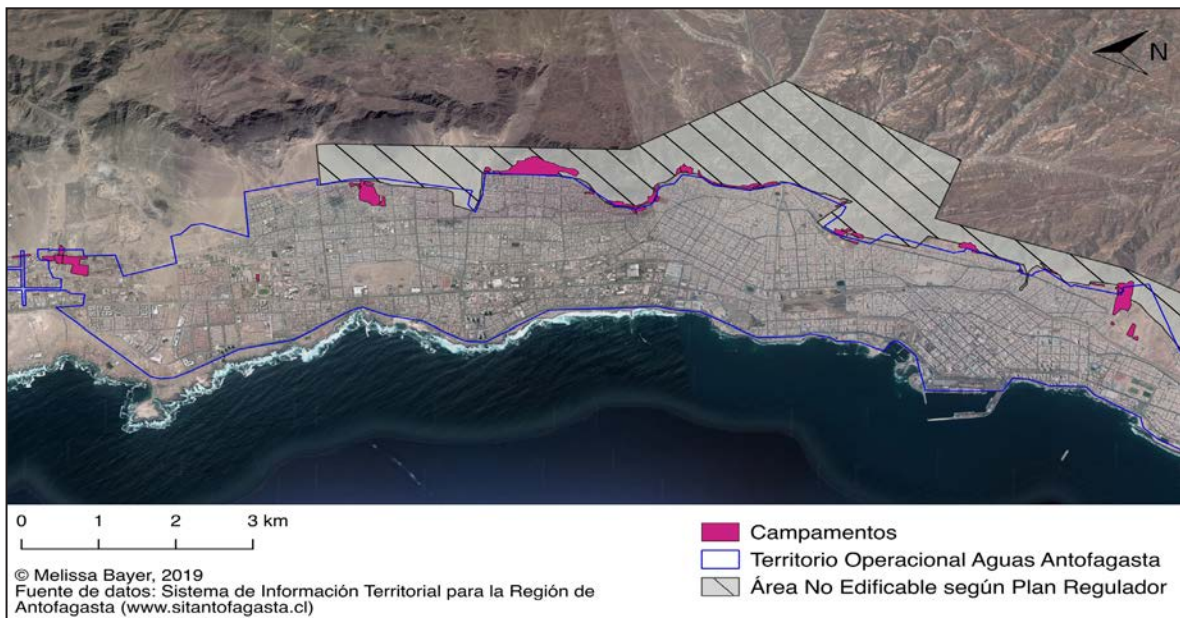 N
0 1 2 3 km
© Melissa Bayer, 2019
Fuente de datos: Sistema de Información Territorial para la Región de
Antofagasta (www.sitantofagasta.cl)
Campamentos
Territorio Operacional Aguas Antofagasta
Área No Edificable según Plan Regulador